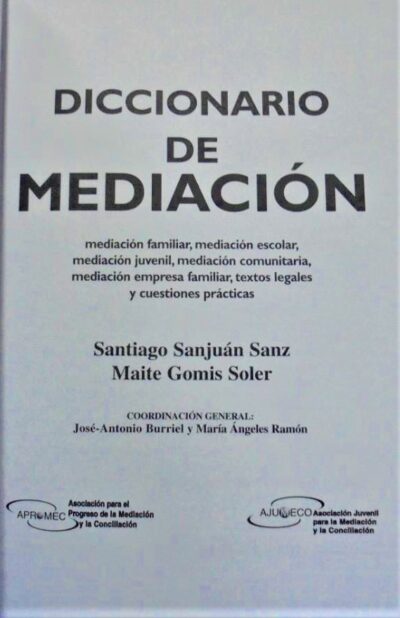 DICCIONARIO
DE
MEDIACIÓN
mediación familiar, mediación escolar,
mediación juvenil, mediación comunitaria,
mediación empresa familiar, textos legales
y cuestiones prácticas
Santiago Sanjuán Sanz
Maite Gomis Soler
COORDINACIÓN GENERAL:
José-Antonio Burriel y María Ángeles Ramón
APROMEC
Asociación para el
Progreso de la Mediación
y la Conciliación
Asociación Juvenil
para la Mediación
y la Conciliación